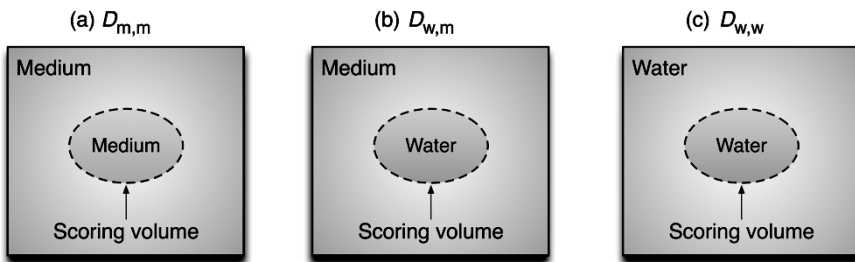 (a) Dm,m
(b) Dw,m
(c) Dw,w
Medium
Medium
Water
Medium
Water
Water
Scoring volume
Scoring volume
Scoring volume